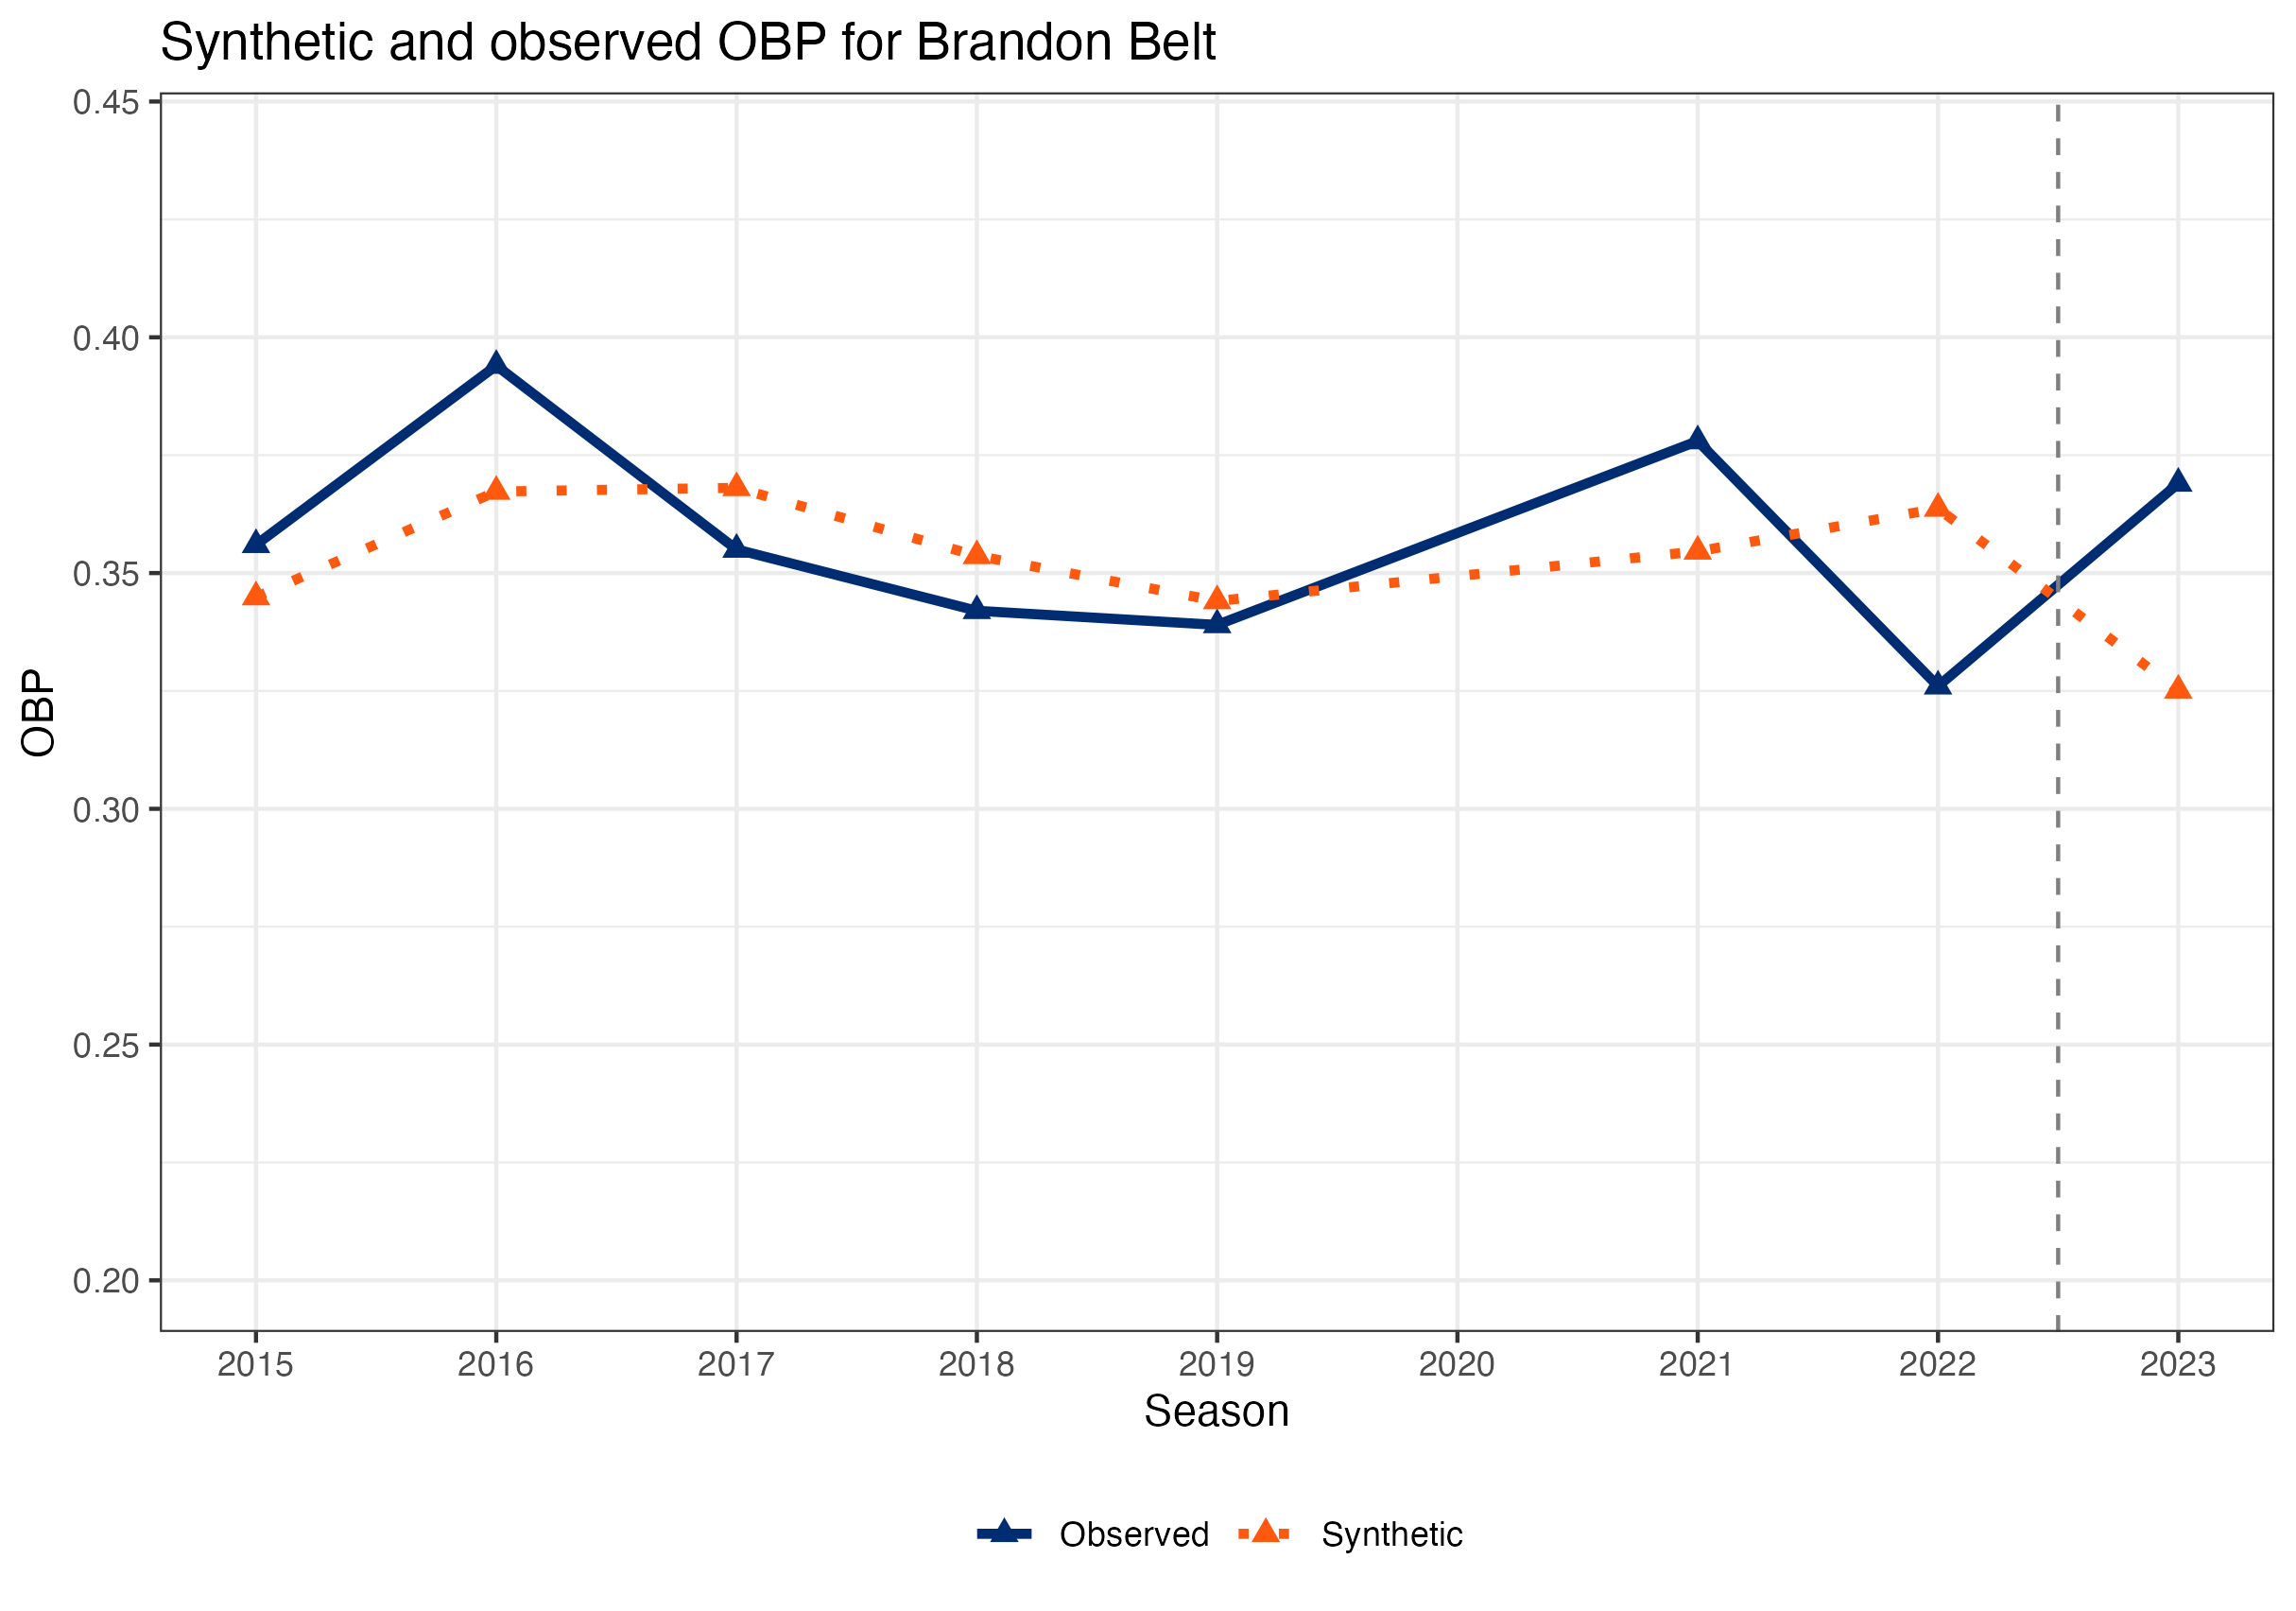 Synthetic and observed OBP for Brandon Belt
0.45
0.40
0.35
0.30
0.25
0.20
OBP
2015 2016 2017 2018 2019 2020 2021 2022 2023
Season
Observed Synthetic